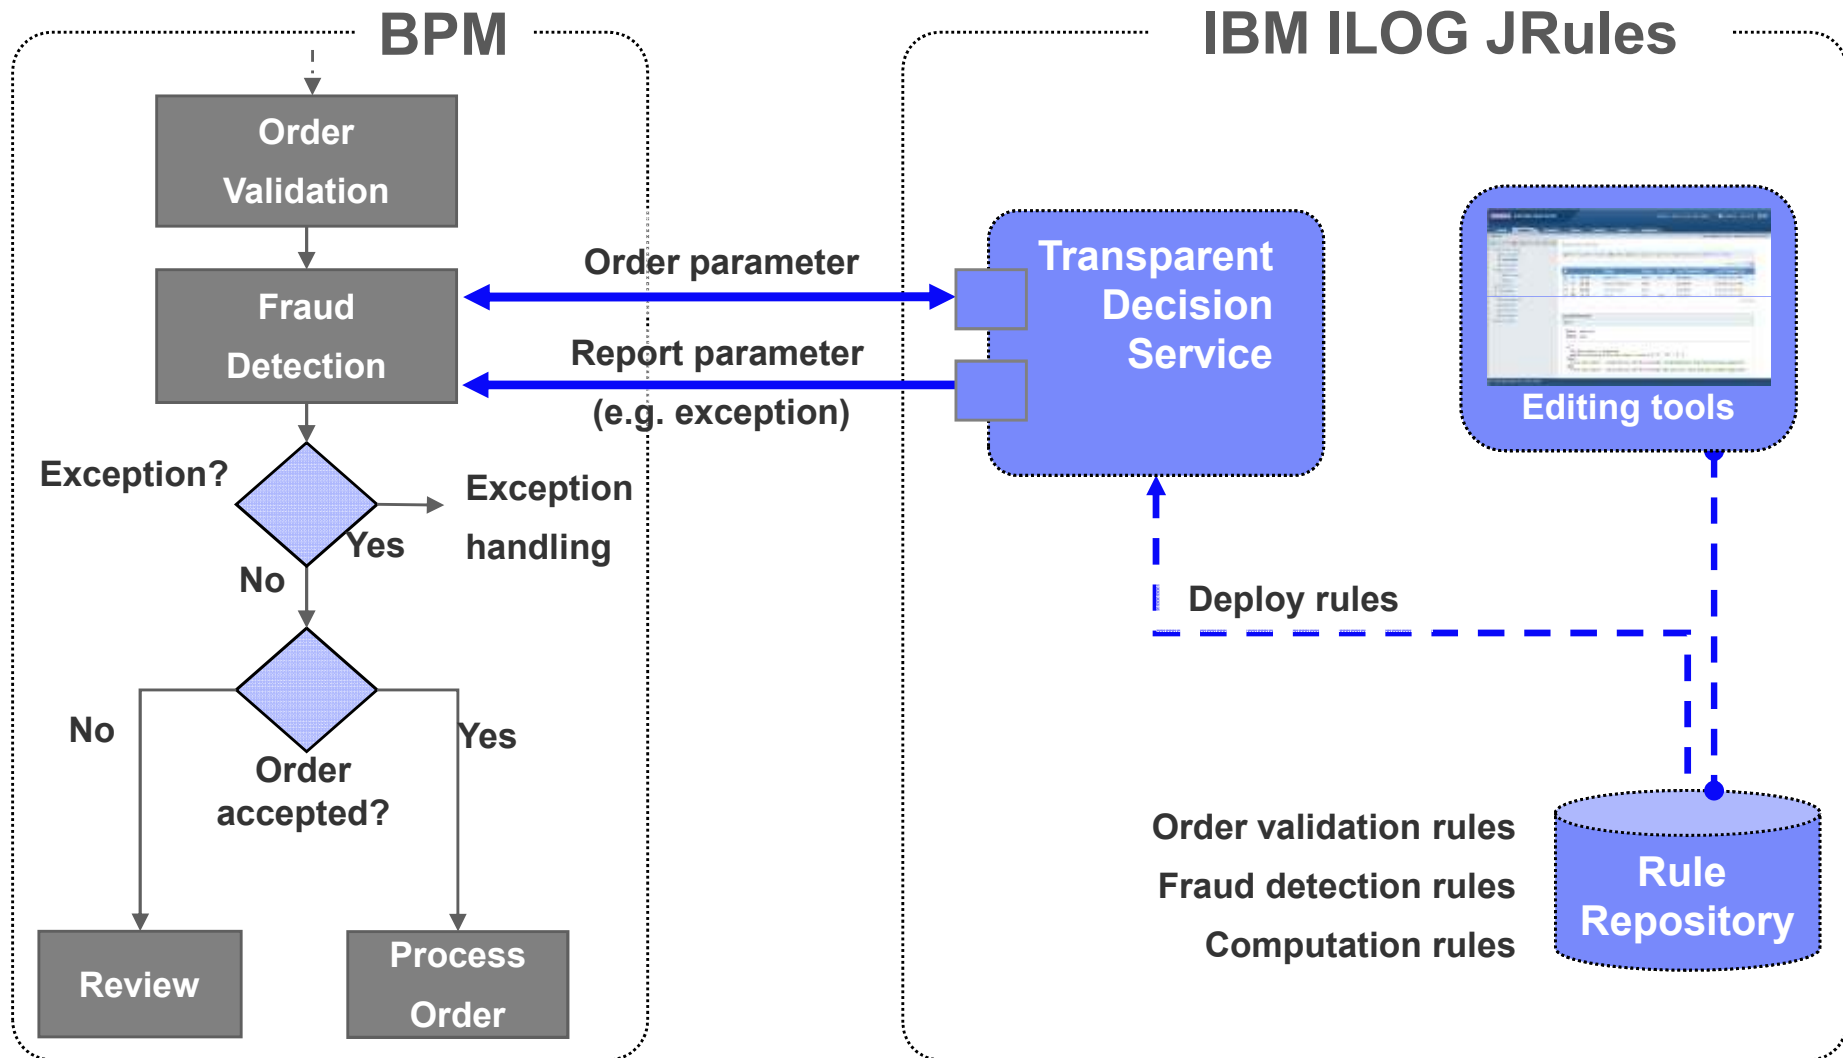 BPM
Order
Validation
Fraud
Detection
Exception?
Yes
Exception
handling
No
No
Yes
Order
accepted?
Review
Process
Order
Order parameter
Report parameter
(e.g. exception)
IBM ILOG JRules
Transparent
Decision
Service
Editing tools
Deploy rules
Order validation rules
Fraud detection rules
Computation rules
Rule
Repository